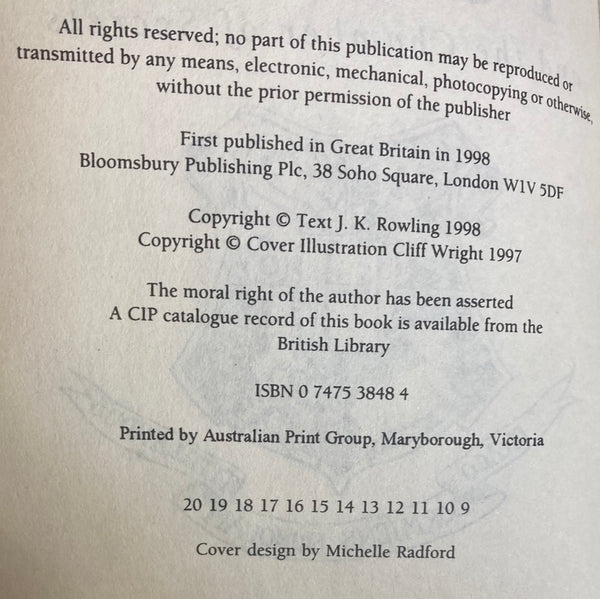 All rights reserved; no part of this publication may be reproduced or
transmitted by any means, electronic, mechanical, photocopying or otherwise,
without the prior permission of the publisher
First published in Great Britain in 1998
Bloomsbury Publishing Plc, 38 Soho Square, London W1V 5DF
Copyright © Text J. K. Rowling 1998
Copyright © Cover Illustration Cliff Wright 1997
The moral right of the author has been asserted
A CIP catalogue record of this book is available from the
British Library
ISBN 0 7475 3848 4
Printed by Australian Print Group, Maryborough, Victoria
20 19 18 17 16 15 14 13 12 11 10 9
Cover design by Michelle Radford